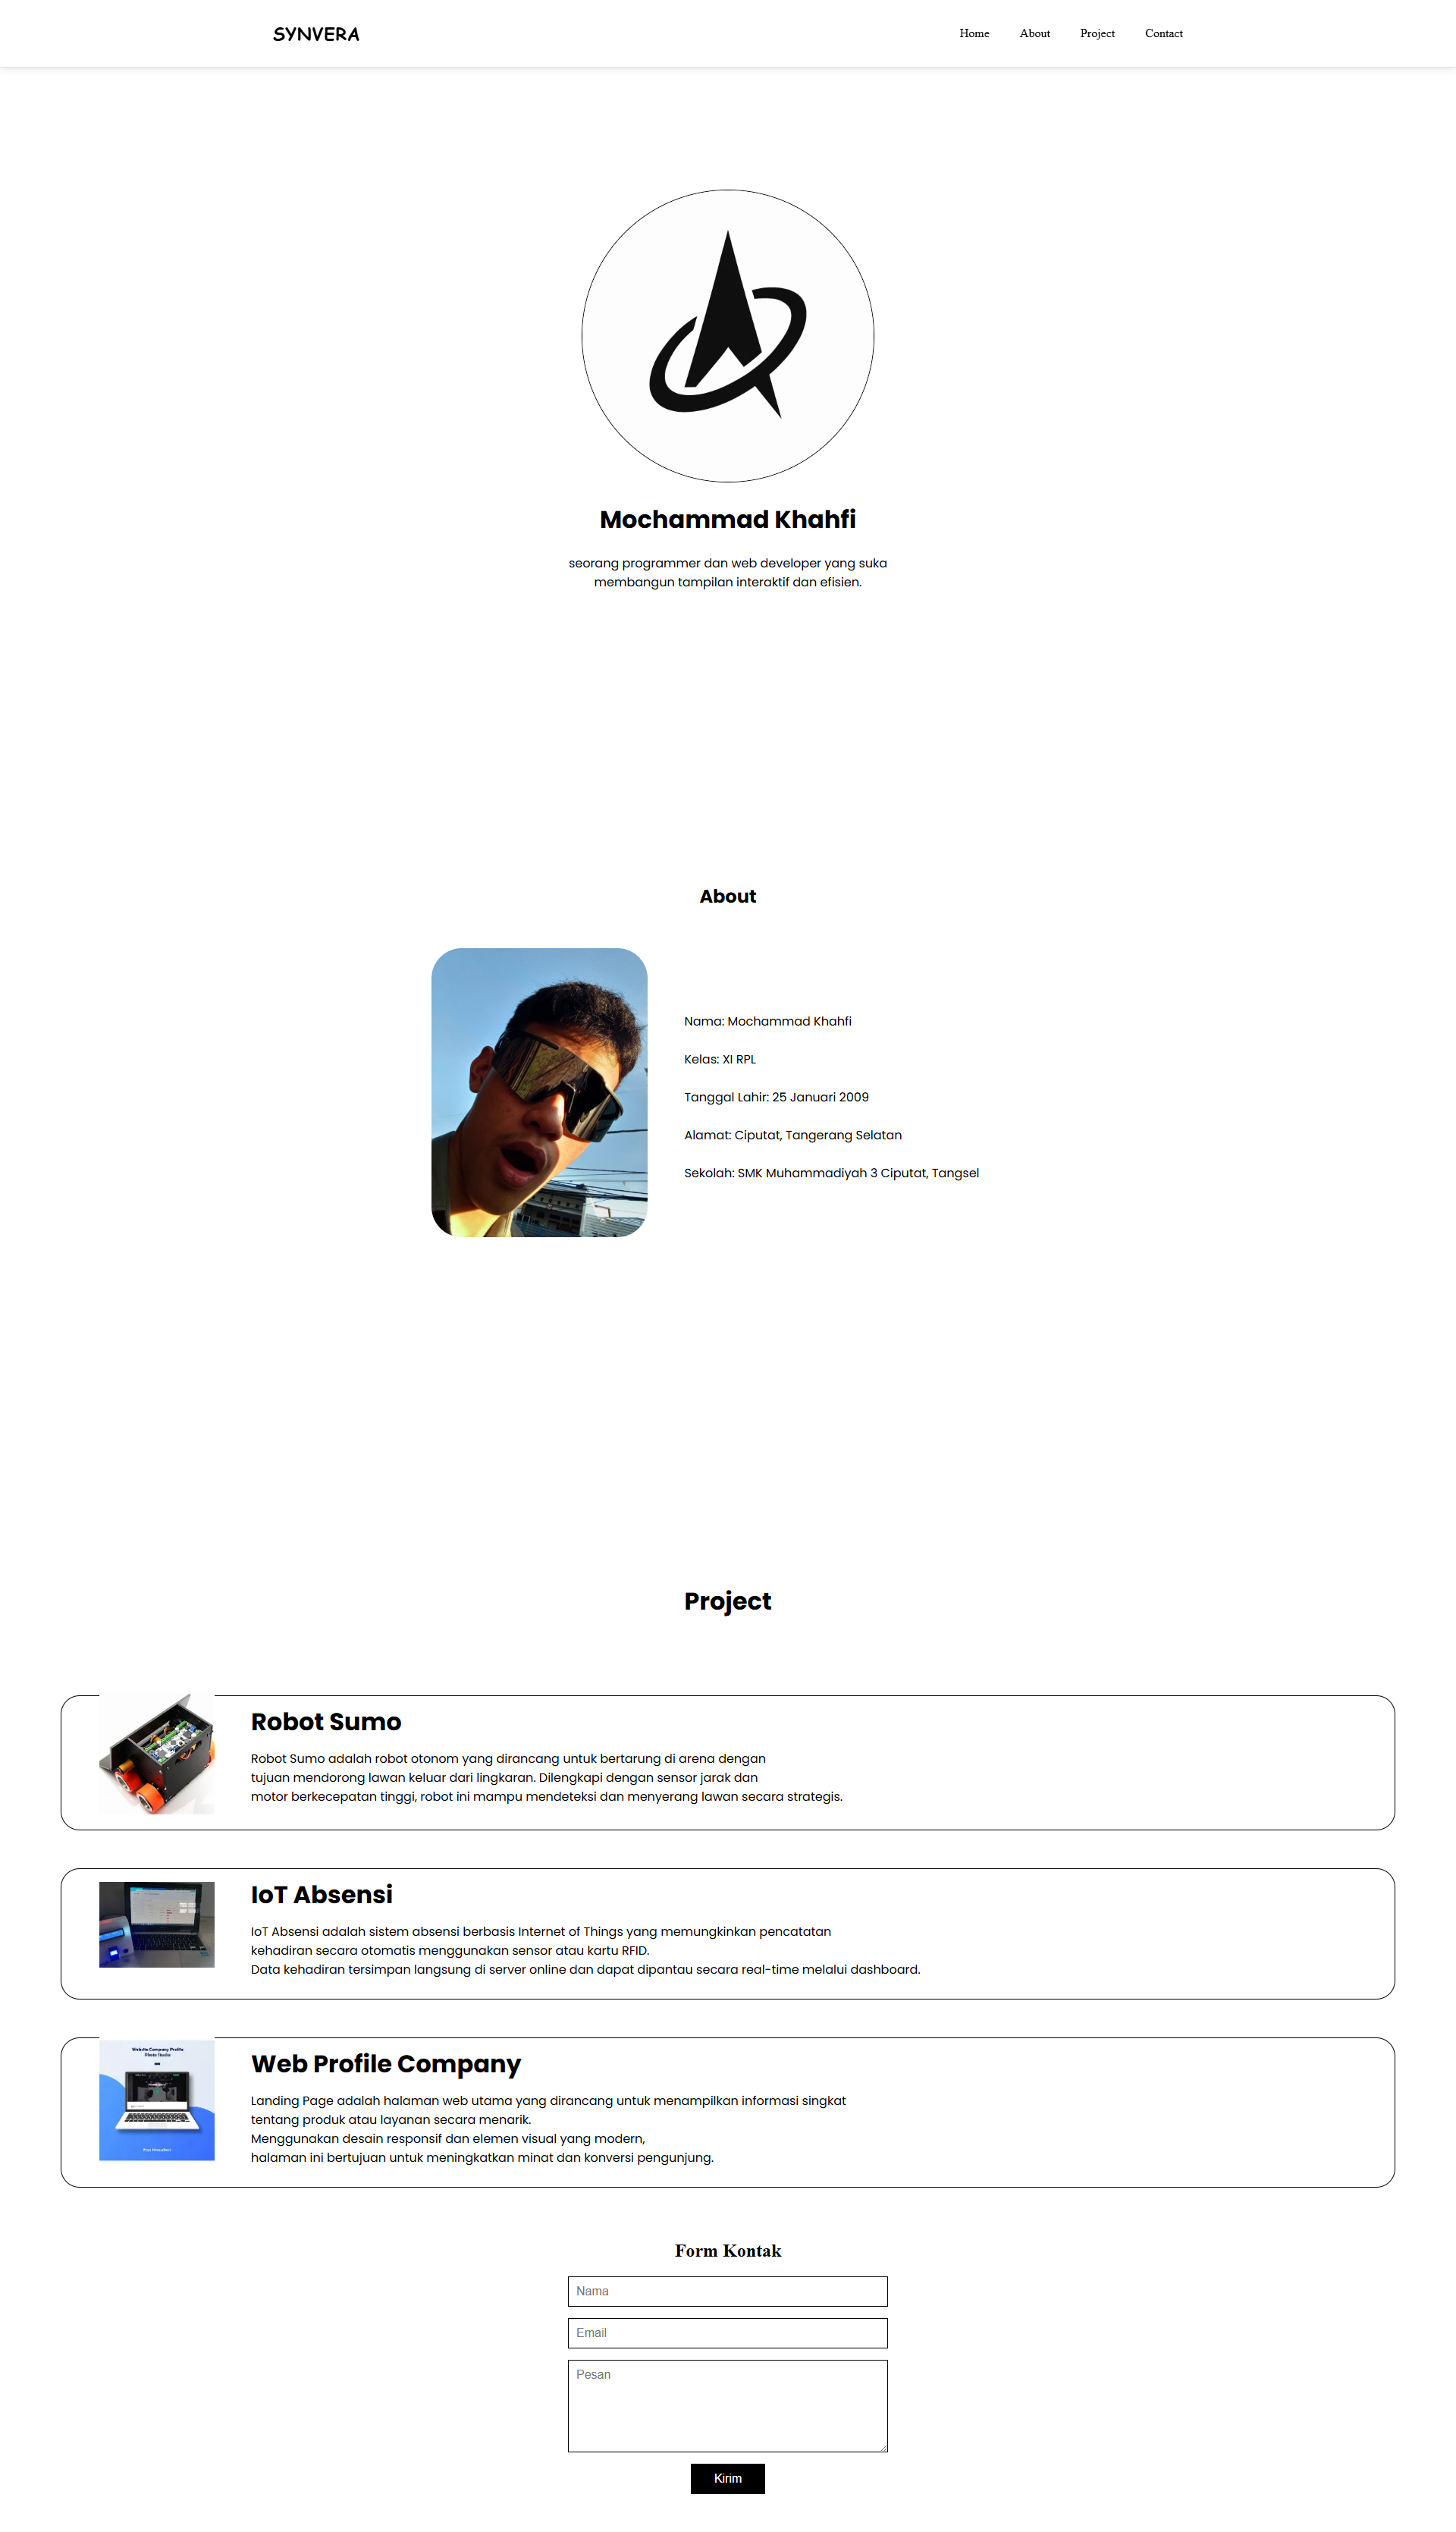 SYNVERA
Home
About
Project
Contact
Mochammad Khahfi
seorang programmer dan web developer yang suka
membangun tampilan interaktif dan efisien.
About
Nama: Mochammad Khahfi
Kelas: XI RPL
Tanggal Lahir: 25 Januari 2009
Alamat: Ciputat, Tangerang Selatan
Sekolah: SMK Muhammadiyah 3 Ciputat, Tangsel
Project
Robot Sumo
Robot Sumo adalah robot otonom yang dirancang untuk bertarung di arena dengan
tujuan mendorong lawan keluar dari lingkaran. Dilengkapi dengan sensor jarak dan
motor berkecepatan tinggi, robot ini mampu mendeteksi dan menyerang lawan secara strategis.
IoT Absensi
IoT Absensi adalah sistem absensi berbasis Internet of Things yang memungkinkan pencatatan
kehadiran secara otomatis menggunakan sensor atau kartu RFID.
Data kehadiran tersimpan langsung di server online dan dapat dipantau secara real-time melalui dashboard.
Website Company Profile
Photo Studio
Web Profile Company
Landing Page adalah halaman web utama yang dirancang untuk menampilkan informasi singkat
tentang produk atau layanan secara menarik.
Menggunakan desain responsif dan elemen visual yang modern,
halaman ini bertujuan untuk meningkatkan minat dan konversi pengunjung.
Form Kontak
Nama
Email
Pesan
Kirim